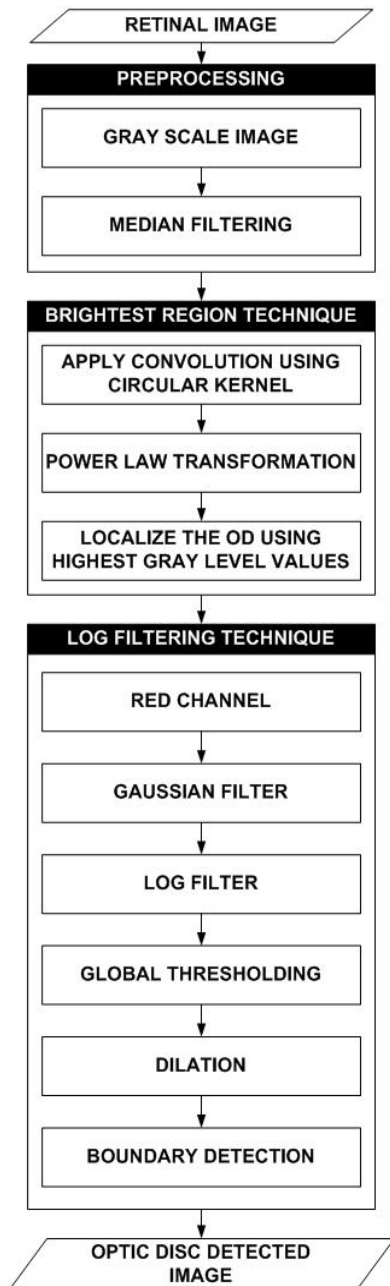 RETINAL IMAGE
PREPROCESSING
GRAY SCALE IMAGE
MEDIAN FILTERING
BRIGHTEST REGION TECHNIQUE
APPLY CONVOLUTION USING
CIRCULAR KERNEL
POWER LAW TRANSFORMATION
LOCALIZE THE OD USING
HIGHEST GRAY LEVEL VALUES
LOG FILTERING TECHNIQUE
RED CHANNEL
GAUSSIAN FILTER
LOG FILTER
GLOBAL THRESHOLDING
DILATION
BOUNDARY DETECTION
OPTIC DISC DETECTED
IMAGE